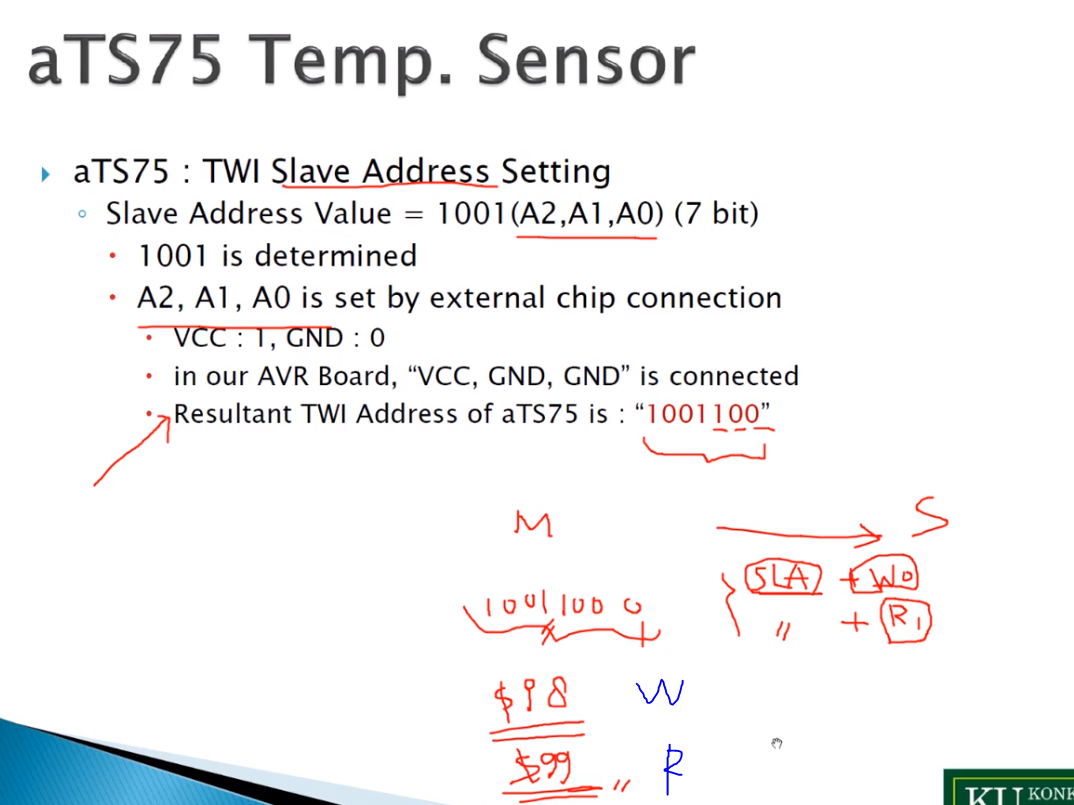 aTS75 Temp. Sensor
aTS75 : TWI Slave Address Setting
Slave Address Value = 1001(A2,A1,A0) (7 bit)
1001 is determined
A2, A1, A0 is set by external chip connection
VCC : 1, GND : 0
in our AVR Board, “VCC, GND, GND” is connected
Resultant TWI Address of aTS75 is : “1001100”
M S
SLA + W0
1001100 0 " + R1
$98 W
$99 " R
KU KONK